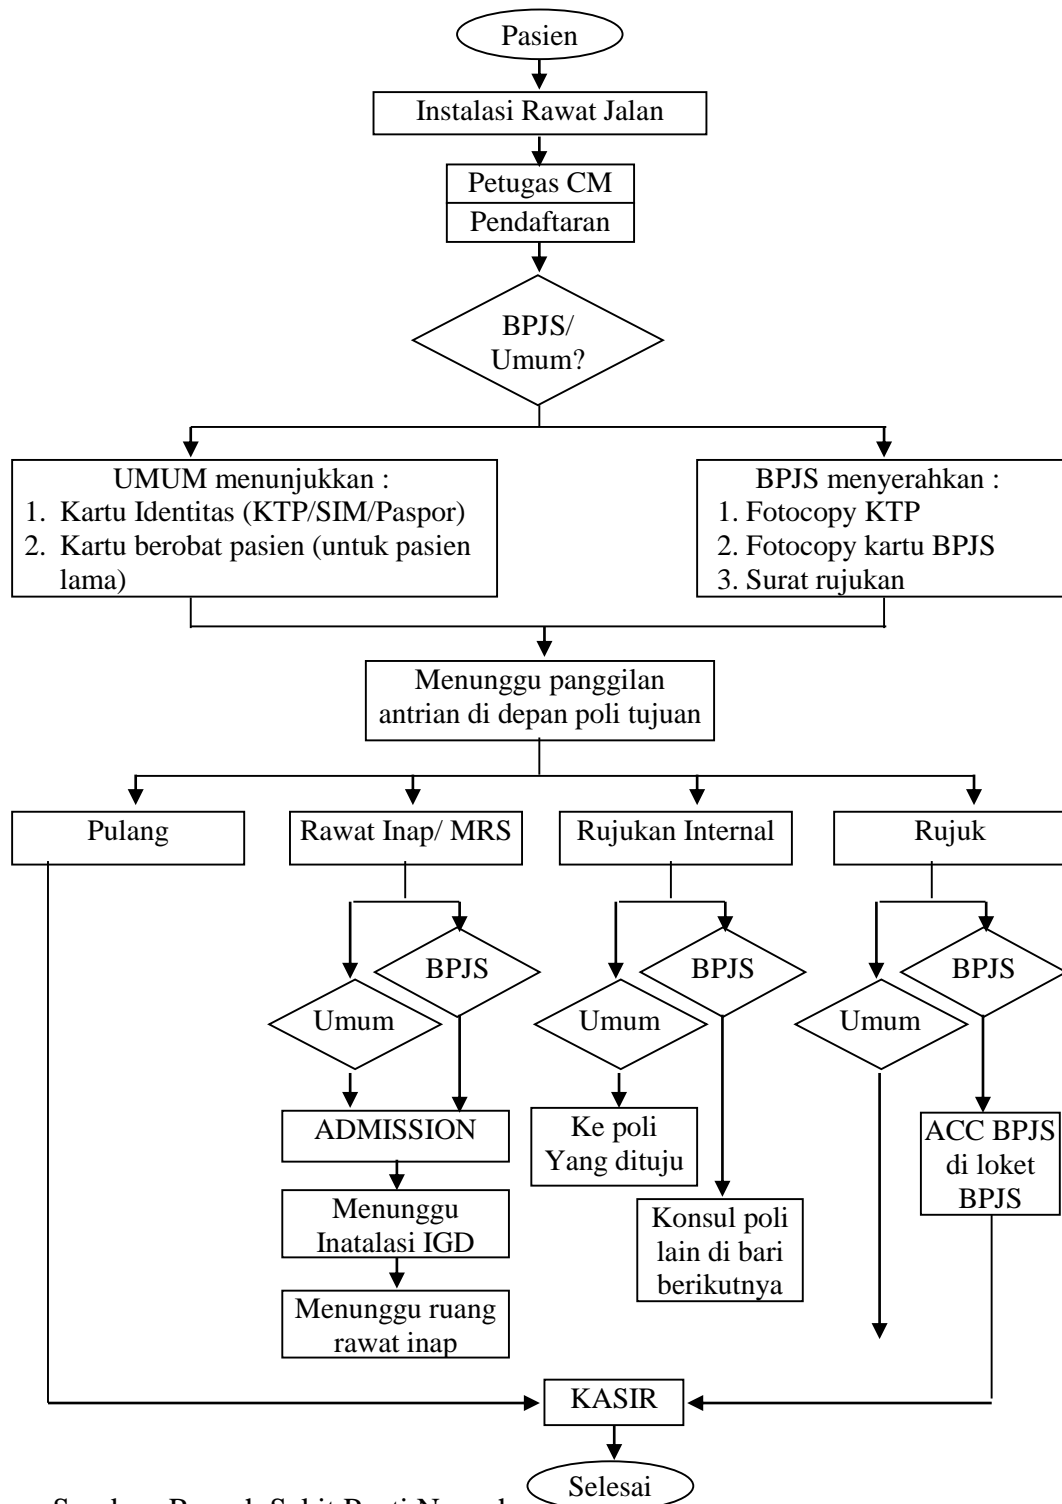 Pasien
Instalasi Rawat Jalan
Petugas CM
Pendaftaran
BPJS/
Umum?
UMUM menunjukkan :
1. Kartu Identitas (KTP/SIM/Paspor)
2. Kartu berobat pasien (untuk pasien
lama)
BPJS menyerahkan :
1. Fotocopy KTP
2. Fotocopy kartu BPJS
3. Surat rujukan
Menunggu panggilan
antrian di depan poli tujuan
Pulang
Rawat Inap/ MRS
Rujukan Internal
Rujuk
BPJS
Umum
BPJS
Umum
BPJS
Umum
ADMISSION
Menunggu
Inatalasi IGD
Menunggu ruang
rawat inap
Ke poli
Yang dituju
Konsul poli
lain di bari
berikutnya
ACC BPJS
di loket
BPJS
KASIR
Selesai